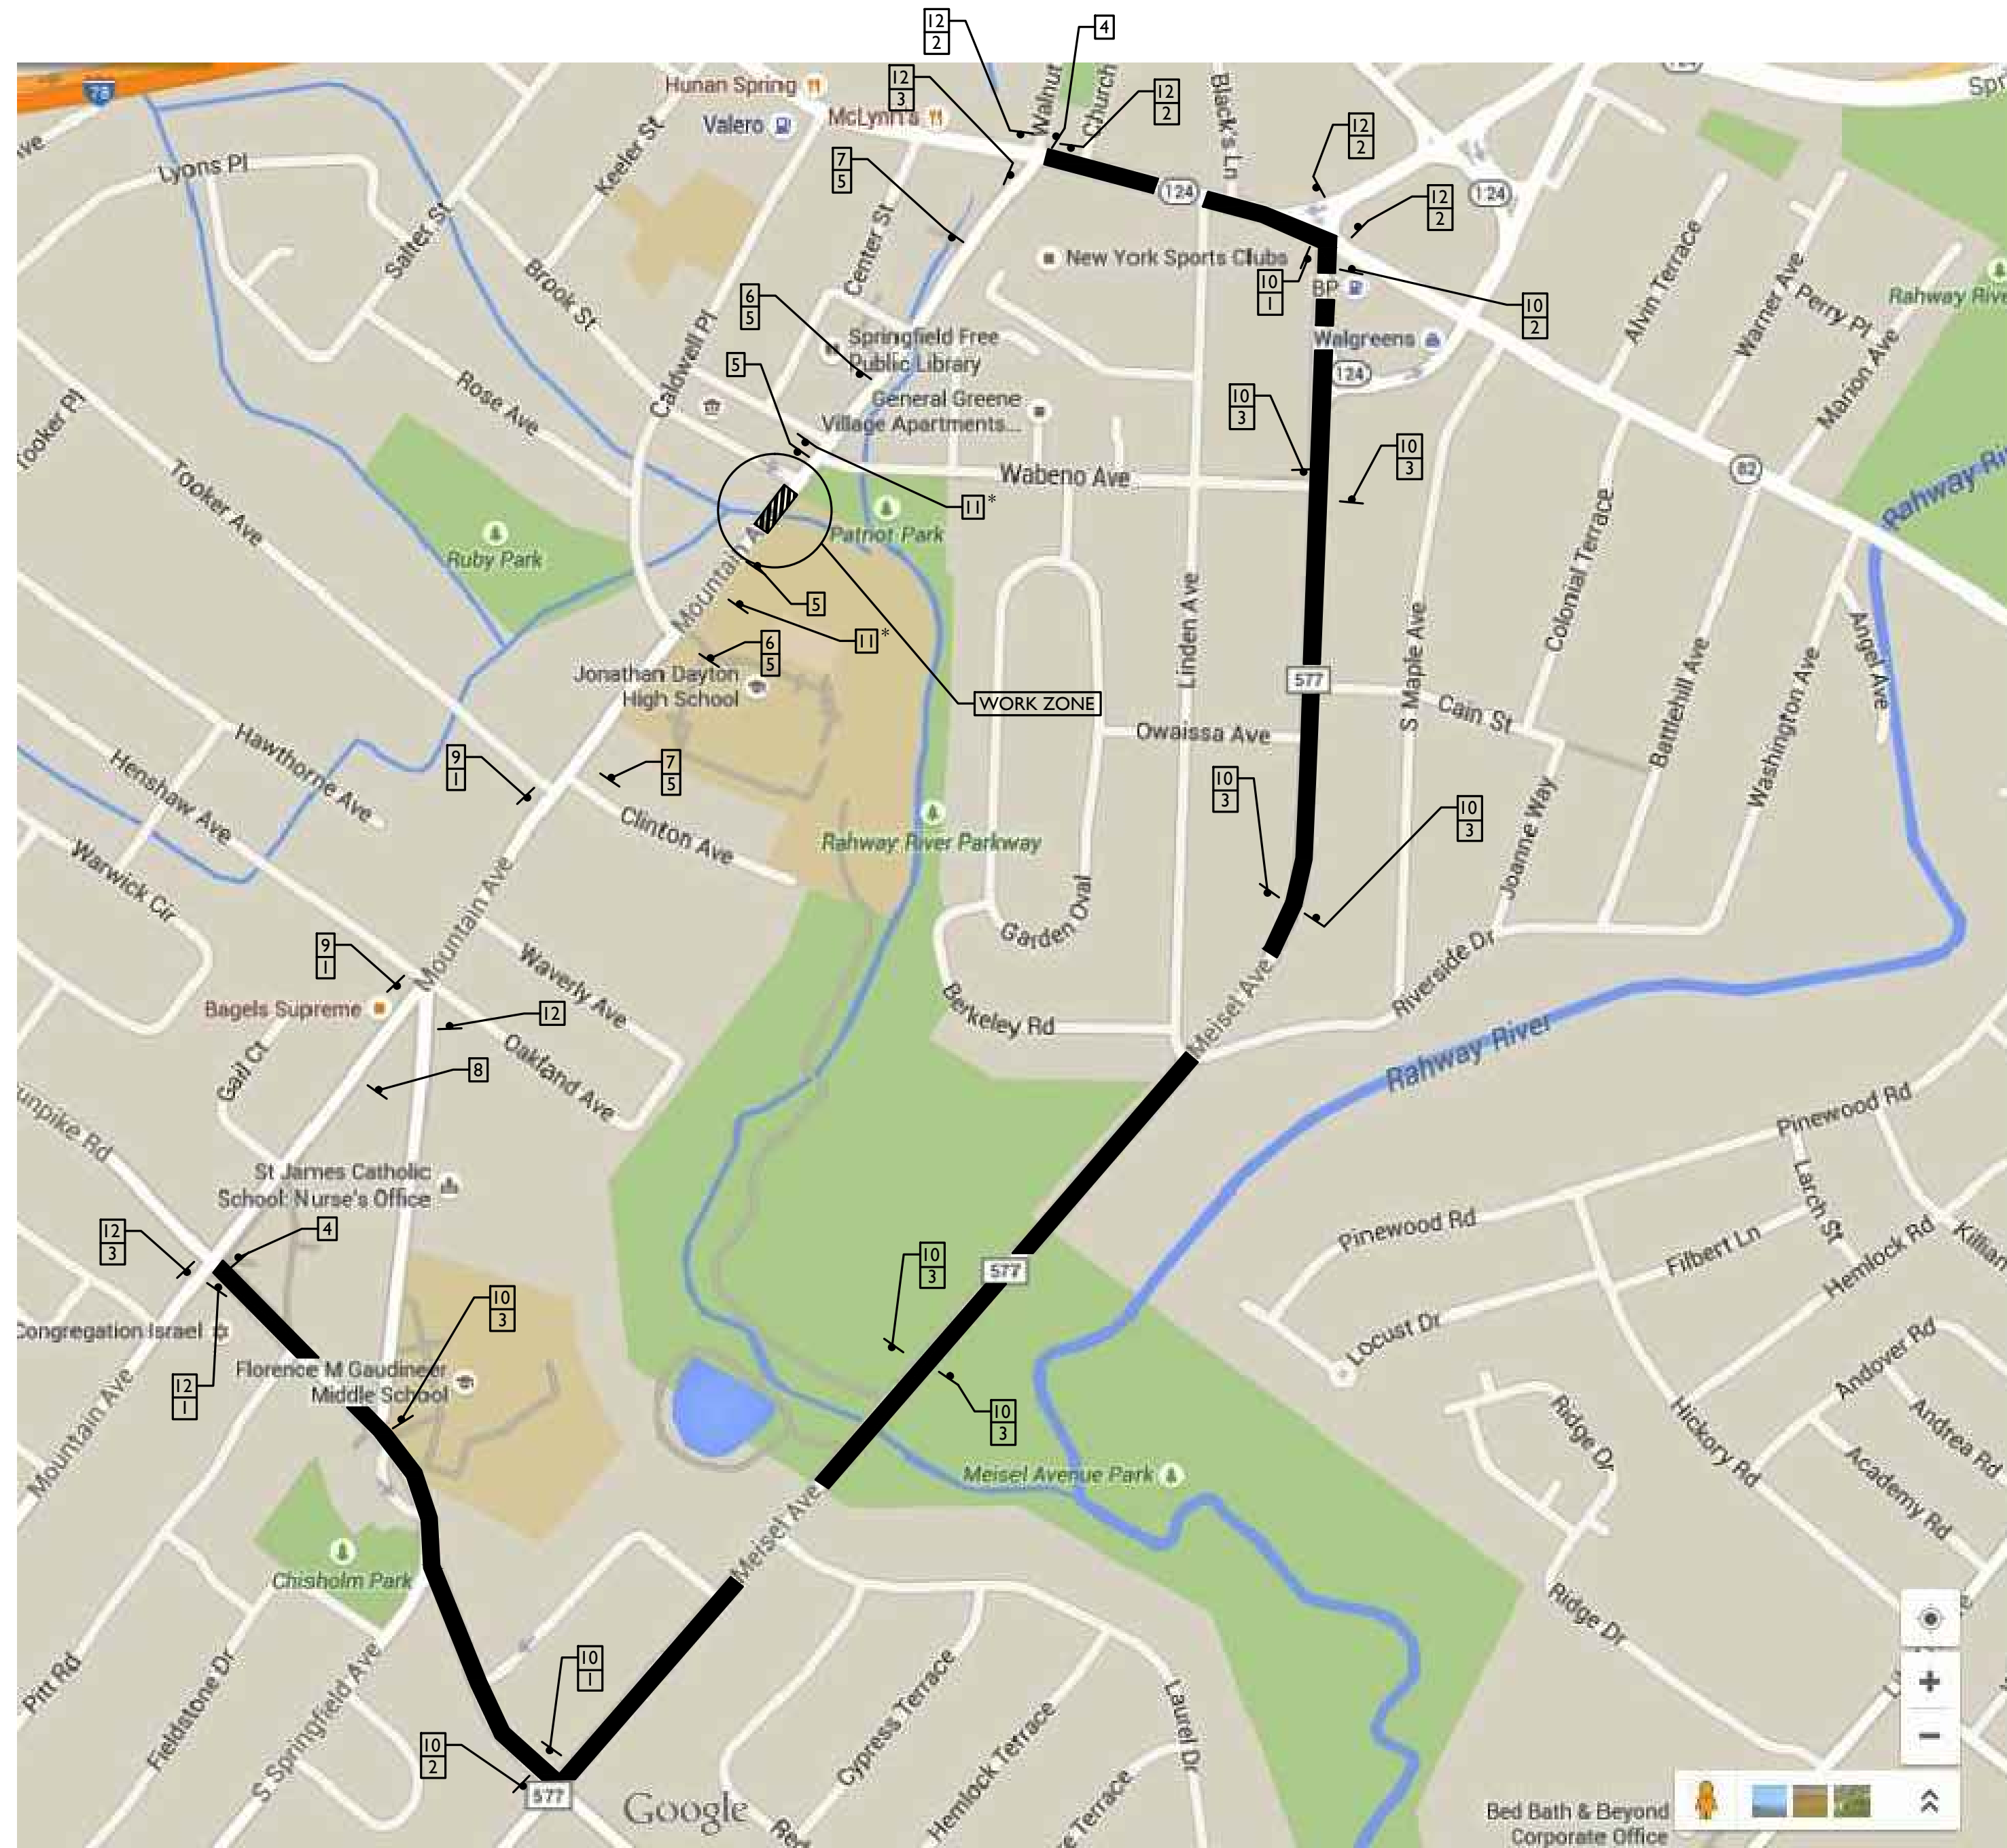 12
2
4
78
Hunan Spring
Valero
McLynn's
12
3
Walnut
Church
12
2
Black's Ln
12
2
Lyons Pl
Keeler St
7
5
124
124
12
2
Salter St
Center St
New York Sports Clubs
Alvin Terrace
Warner Ave
Perry Pl
Marion Ave
10
1
BP
10
2
Brook St
6
5
Caldwell Pl
Springfield Free
Public Library
5
Walgreens
124
Rose Ave
General Greene
Village Apartments...
10
3
10
3
Tooker Pl
Tooker Ave
Wabeno Ave
82
Rahway River
11*
Ruby Park
Patriot Park
Mountain A
5
Linden Ave
S Maple Ave
Colonial Terrace
Battlehill Ave
Washington Ave
Angel Ave
11*
6
5
Jonathan Dayton
High School
WORK ZONE
577
Cain St
Owaissa Ave
Hawthorne Ave
Henshaw Ave
9
1
7
5
Clinton Ave
Rahway River Parkway
10
3
10
3
Joanne Way
Warwick Cir
Mountain Ave
Garden Oval
9
1
Bagels Supreme
12
Waverly Ave
Berkeley Rd
Meisel Ave
Riverside Dr
Gail Ct
8
Oakland Ave
Rahway River
Pinewood Rd
unpike Rd
St James Catholic
School: Nurse's Office
12
3
4
Larch St
Pinewood Rd
Filbert Ln
Hemlock Rd
Killian
Congregation Israel
10
3
10
3
577
Locust Dr
Andover Rd
Florence M Gaudineer
Middle School
12
1
Mountain Ave
10
3
Ridge Dr
Hickory Rd
Andrea Rd
Academy Rd
Meisel Avenue Park
Meisel Ave
Chisholm Park
Ridge Dr
Pitt Rd
Fieldstone Dr
S Springfield Ave
10
1
10
2
577
Google
Cypress Terrace
Hemlock Terrace
Laurel Dr
Terrace
Bed Bath & Beyond
Corporate Office